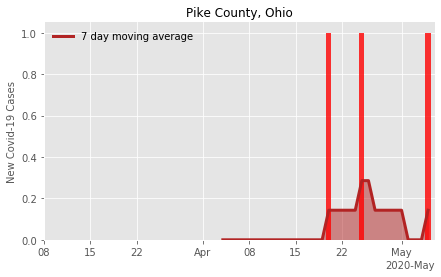 Pike County, Ohio
7 day moving average
New Covid-19 Cases
1.0
0.8
0.6
0.4
0.2
0.0
08 15 22 Apr 08 15 22 May
2020-May